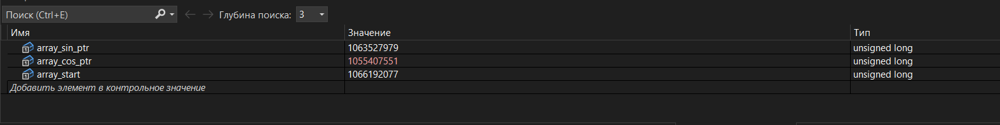 Поиск (Ctrl+E) Глубина поиска: 3
Имя Значение Тип
array_sin_ptr 1063527979 unsigned long
array_cos_ptr 1055407551 unsigned long
array_start 1066192077 unsigned long
Добавить элемент в контрольное значение